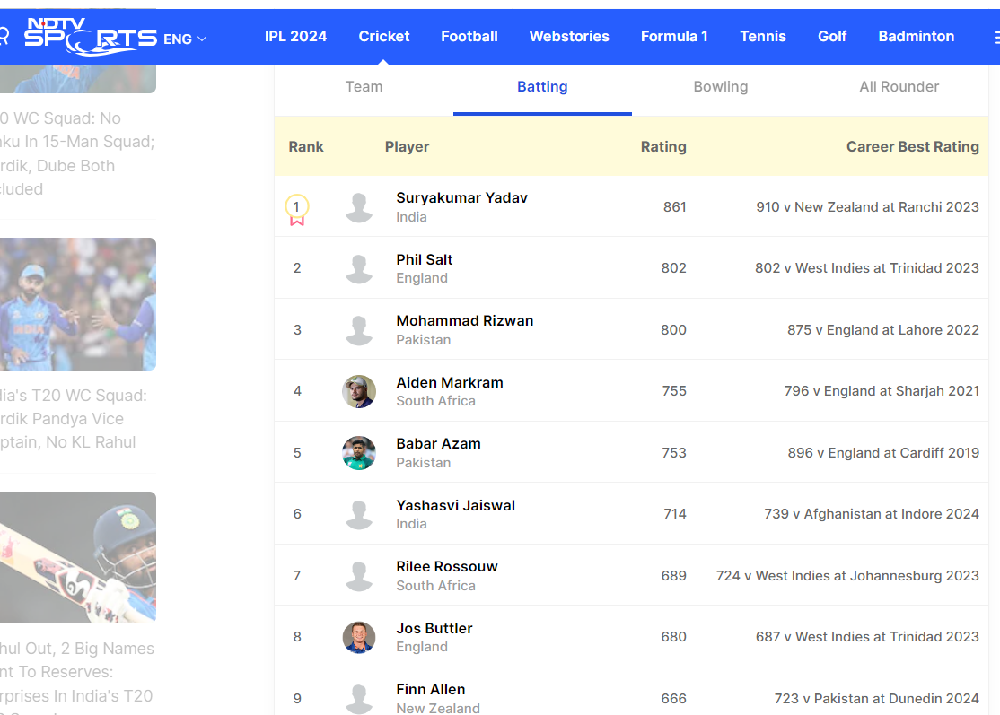 NDTV
SPORTS
ENG
IPL 2024
Cricket
Football
Webstories
Formula 1
Tennis
Golf
Badminton
0 WC Squad: No
ku In 15-Man Squad;
rdik, Dube Both
cluded
dia's T20 WC Squad:
rdik Pandya Vice
ptain, No KL Rahul
INDIA
hul Out, 2 Big Names
nt To Reserves:
rprises In India's T20
Team
Batting
Bowling
All Rounder
Rank Player Rating Career Best Rating
1 Suryakumar Yadav 861 910 v New Zealand at Ranchi 2023
India
2 Phil Salt 802 802 v West Indies at Trinidad 2023
England
3 Mohammad Rizwan 800 875 v England at Lahore 2022
Pakistan
4 Aiden Markram 755 796 v England at Sharjah 2021
South Africa
5 Babar Azam 753 896 v England at Cardiff 2019
Pakistan
6 Yashasvi Jaiswal 714 739 v Afghanistan at Indore 2024
India
7 Rilee Rossouw 689 724 v West Indies at Johannesburg 2023
South Africa
8 Jos Buttler 680 687 v West Indies at Trinidad 2023
England
9 Finn Allen 666 723 v Pakistan at Dunedin 2024
New Zealand